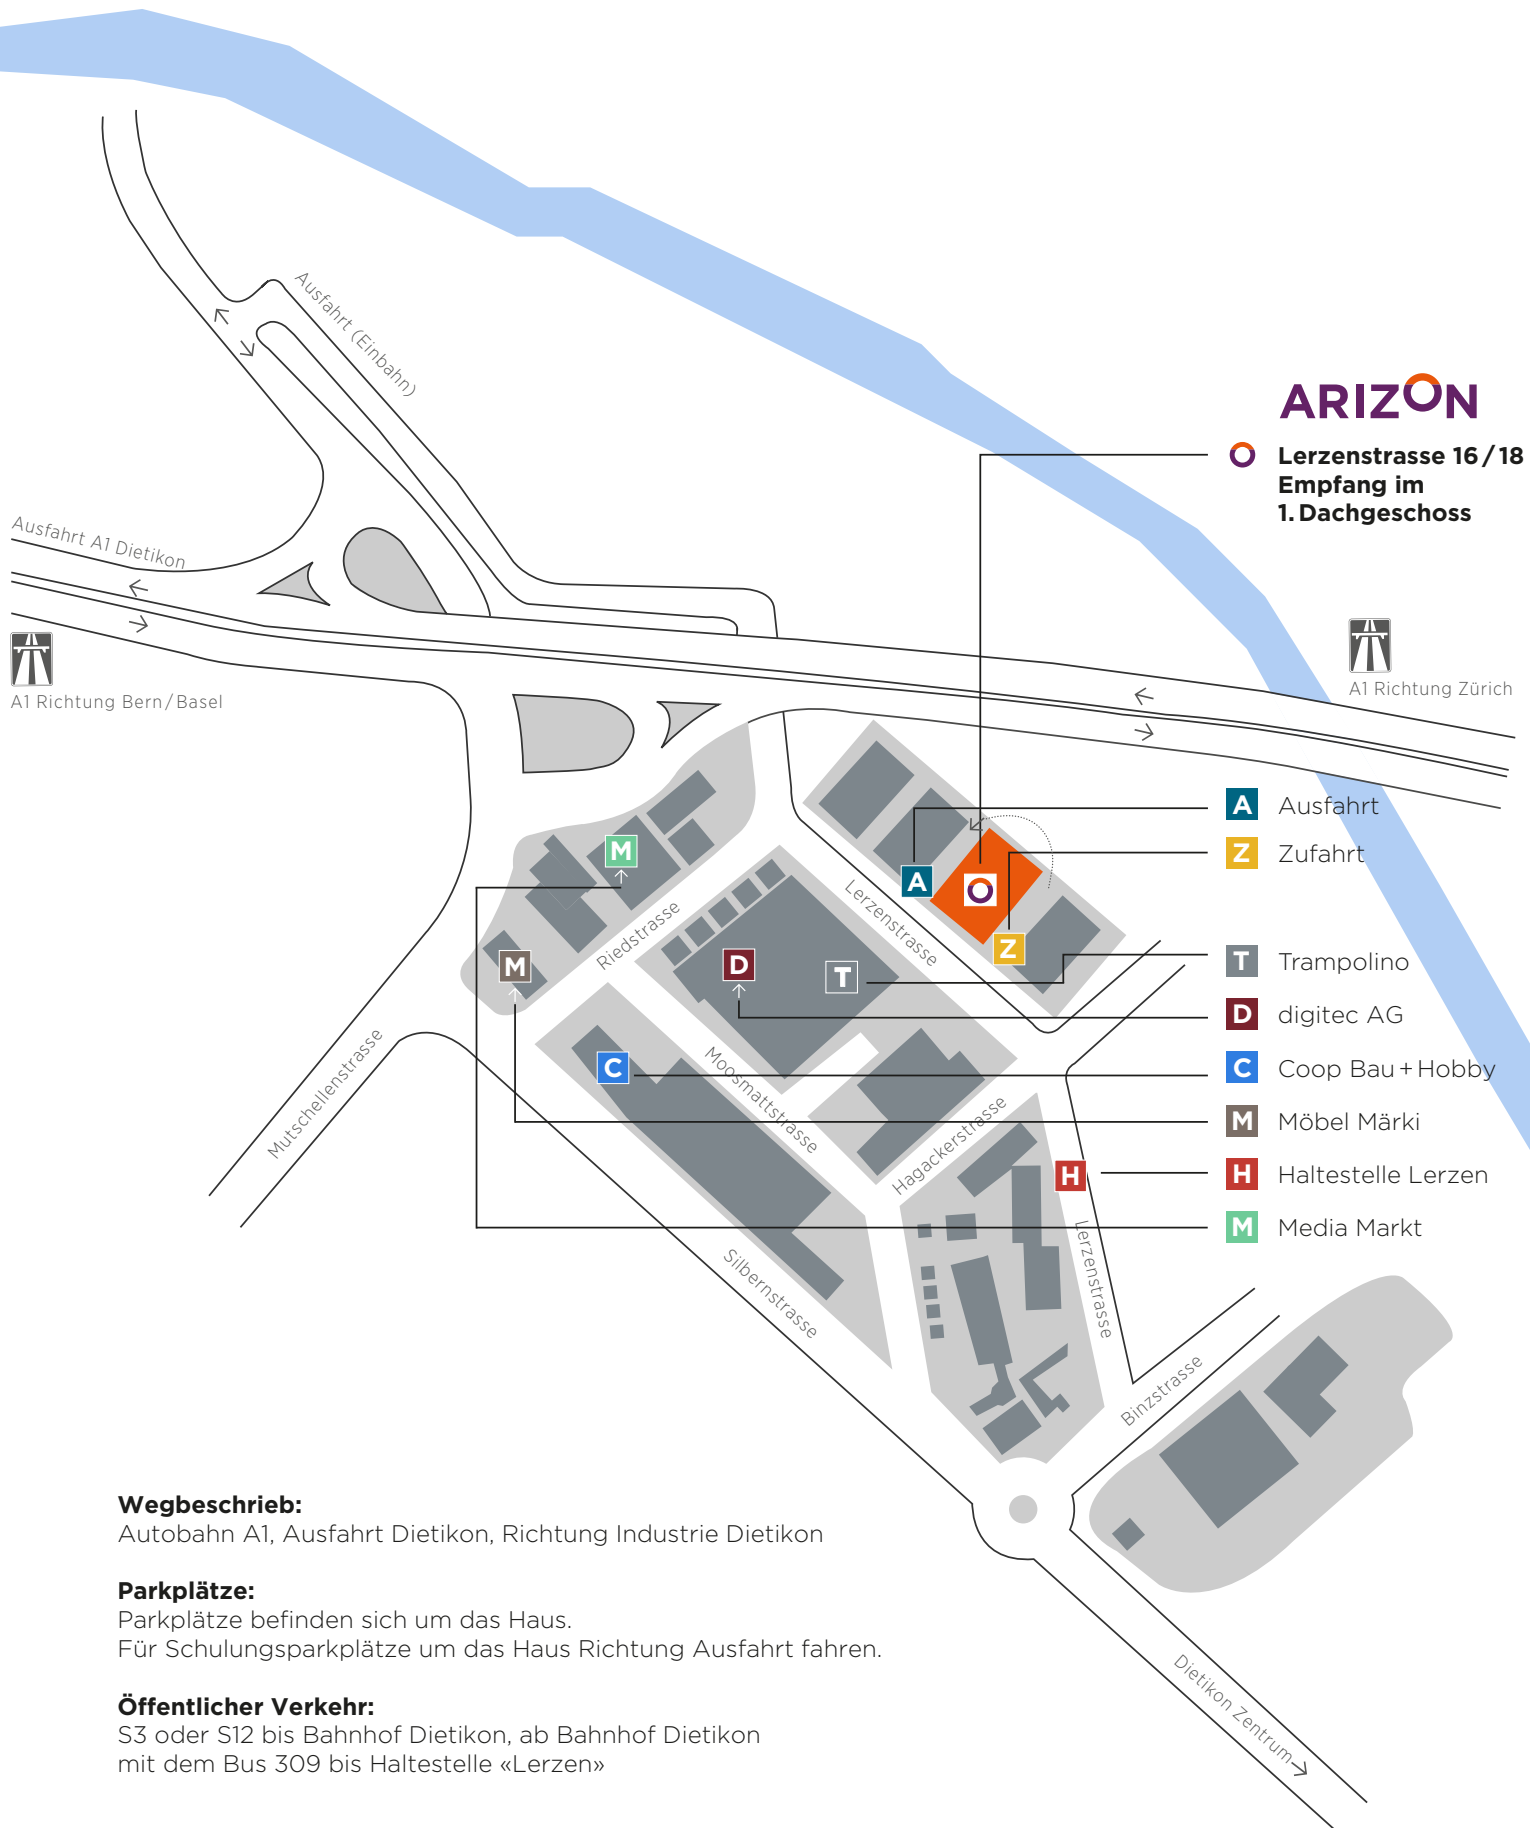 Ausfahrt (Einbahn)
ARIZON
Lerzenstrasse 16 / 18
Empfang im
1. Dachgeschoss
Ausfahrt A1 Dietikon
A1 Richtung Bern / Basel
A1 Richtung Zürich
A Ausfahrt
Z Zufahrt
T Trampolino
D digitec AG
C Coop Bau + Hobby
M Möbel Märki
H Haltestelle Lerzen
M Media Markt
M
A
Z
M
D
T
C
H
Riedstrasse
Lerzenstrasse
Mutschellenstrasse
Moosmattstrasse
Hagackerstrasse
Silbernstrasse
Lerzenstrasse
Binzstrasse
Dietikon Zentrum
Wegbeschrieb:
Autobahn A1, Ausfahrt Dietikon, Richtung Industrie Dietikon
Parkplätze:
Parkplätze befinden sich um das Haus.
Für Schulungsparkplätze um das Haus Richtung Ausfahrt fahren.
Öffentlicher Verkehr:
S3 oder S12 bis Bahnhof Dietikon, ab Bahnhof Dietikon
mit dem Bus 309 bis Haltestelle «Lerzen»